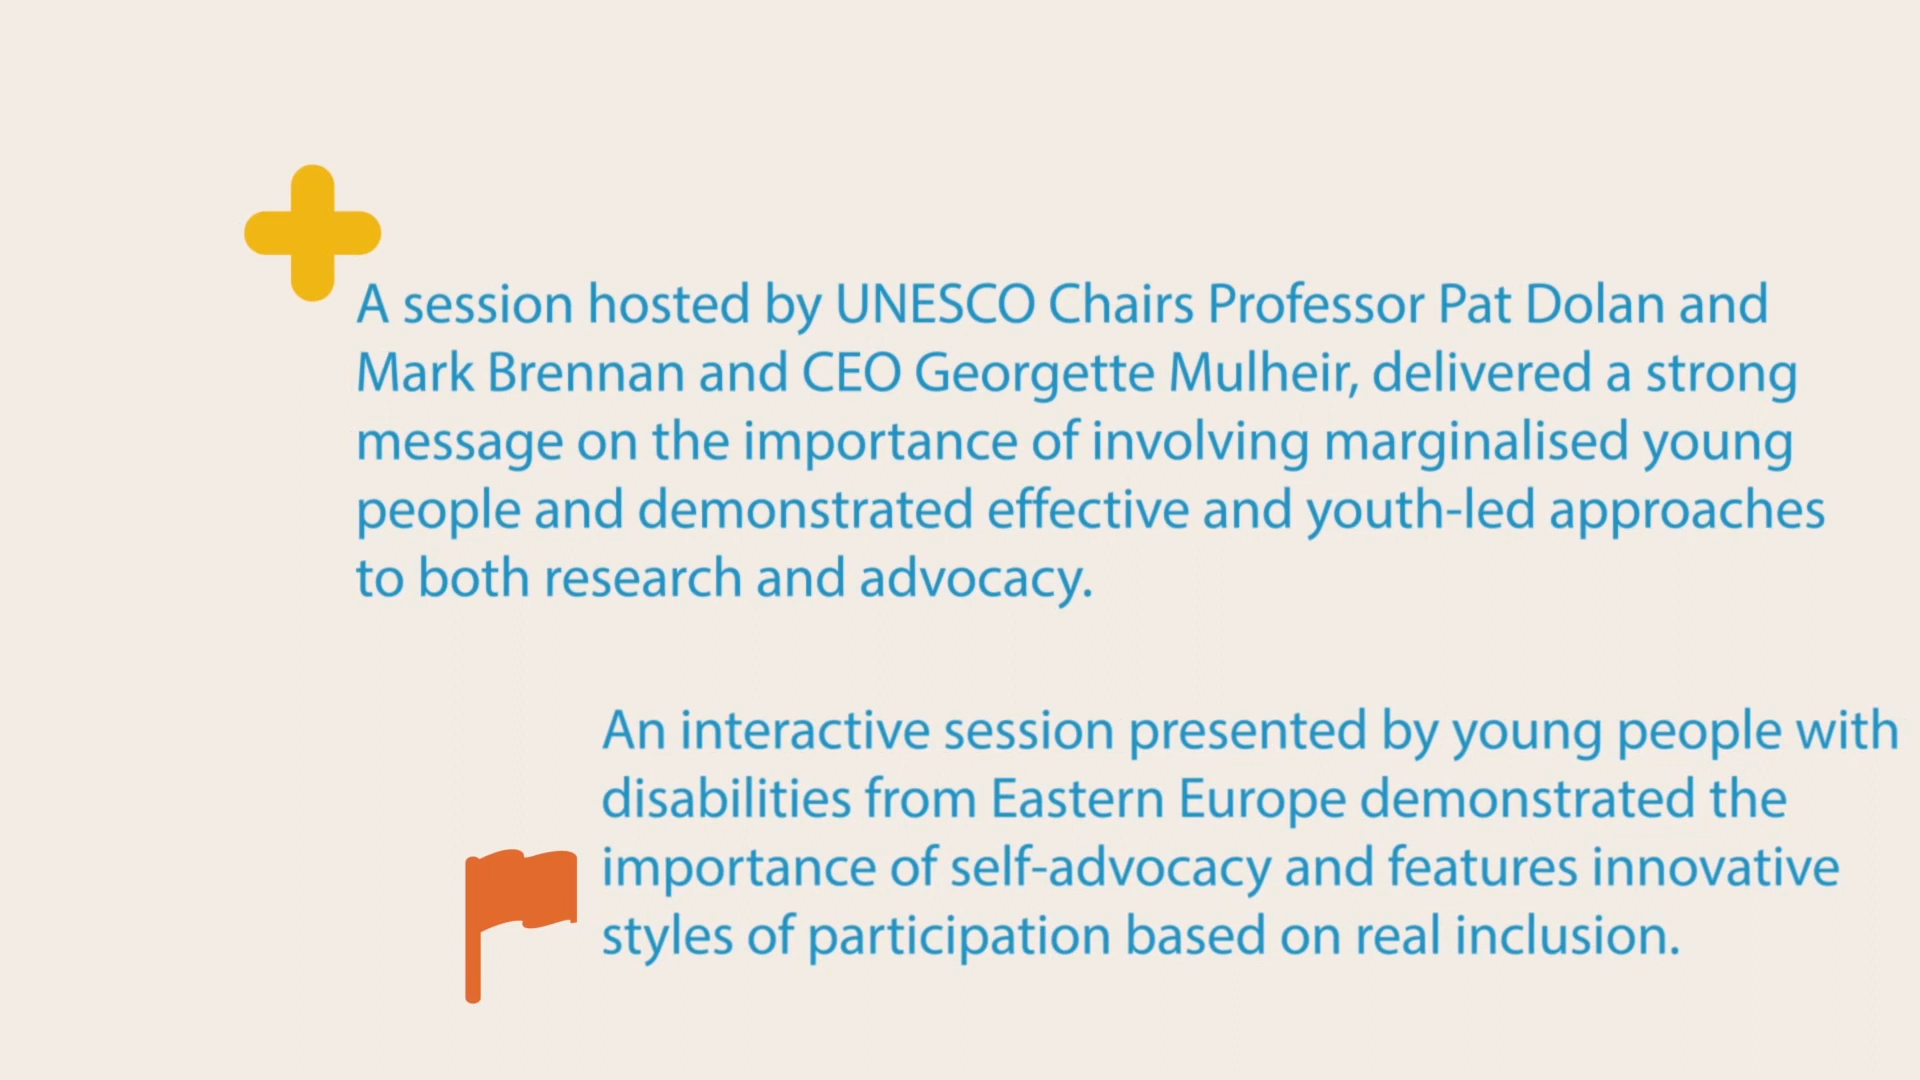 A session hosted by UNESCO Chairs Professor Pat Dolan and
Mark Brennan and CEO Georgette Mulheir, delivered a strong
message on the importance of involving marginalised young
people and demonstrated effective and youth-led approaches
to both research and advocacy.
An interactive session presented by young people with
disabilities from Eastern Europe demonstrated the
importance of self-advocacy and features innovative
styles of participation based on real inclusion.